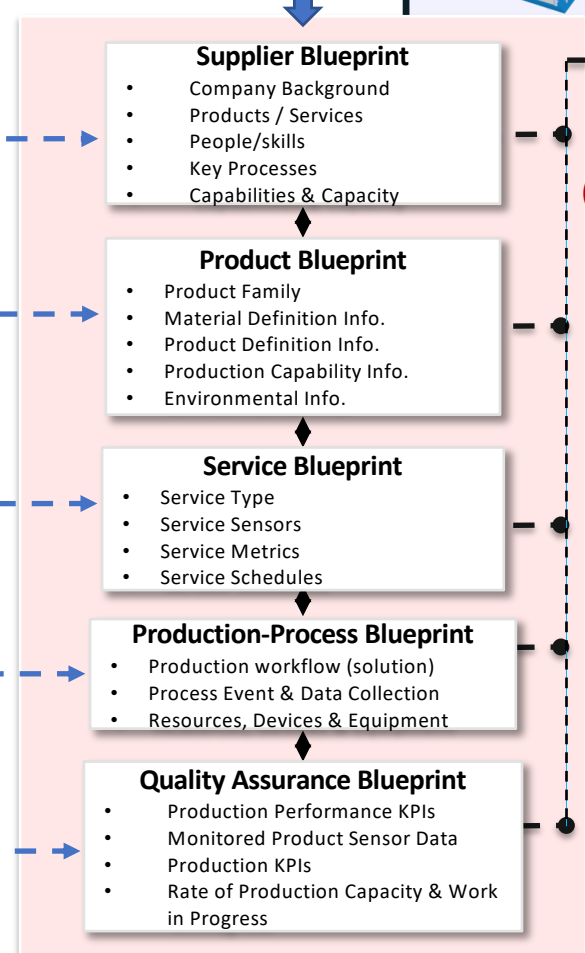 Supplier Blueprint
• Company Background
• Products / Services
• People/skills
• Key Processes
• Capabilities & Capacity
Product Blueprint
• Product Family
• Material Definition Info.
• Product Definition Info.
• Production Capability Info.
• Environmental Info.
Service Blueprint
• Service Type
• Service Sensors
• Service Metrics
• Service Schedules
Production-Process Blueprint
• Production workflow (solution)
• Process Event & Data Collection
• Resources, Devices & Equipment
Quality Assurance Blueprint
• Production Performance KPIs
• Monitored Product Sensor Data
• Production KPIs
• Rate of Production Capacity & Work
in Progress